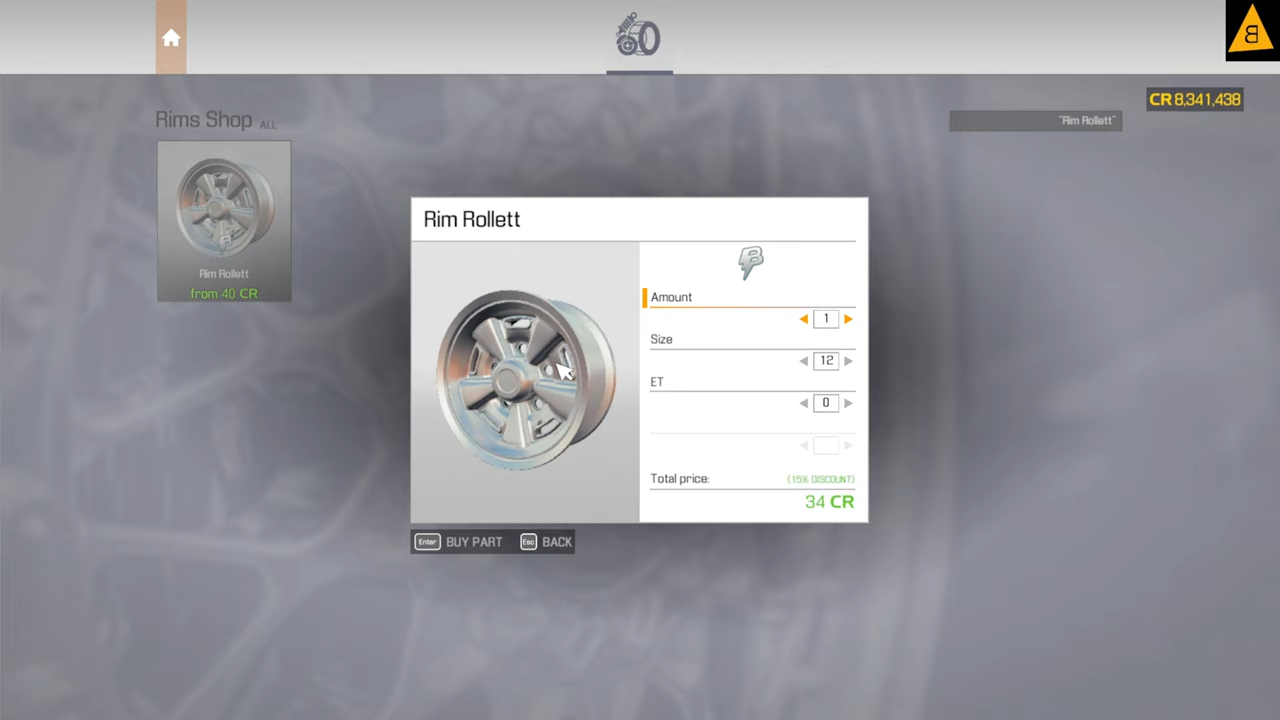 B
CR 8,341,438
Rims Shop ALL
"Rim Rollett"
Rim Rollett
from 40 CR
Rim Rollett
B
Amount
1
Size
12
ET
0
Total price: (15% DISCOUNT)
34 CR
Enter BUY PART Esc BACK